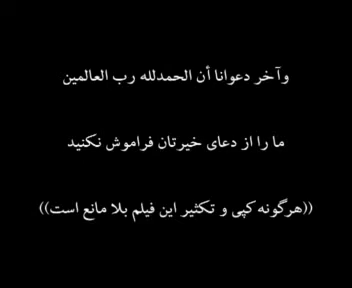 وآخر دعوانا أن الحمدلله رب العالمین
ما را از دعای خیرتان فراموش نکنید
((هرگونه کپی و تکثیر این فیلم بلا مانع است))